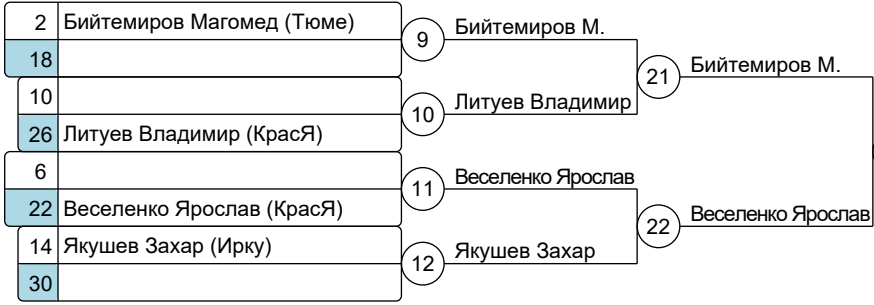 2 Бийтемиров Магомед (Тюме)
18
9 Бийтемиров М.
10
26 Литуев Владимир (КрасЯ)
10 Литуев Владимир
21 Бийтемиров М.
6
22 Веселенко Ярослав (КрасЯ)
11 Веселенко Ярослав
14 Якушев Захар (Ирку)
30
12 Якушев Захар
22 Веселенко Ярослав